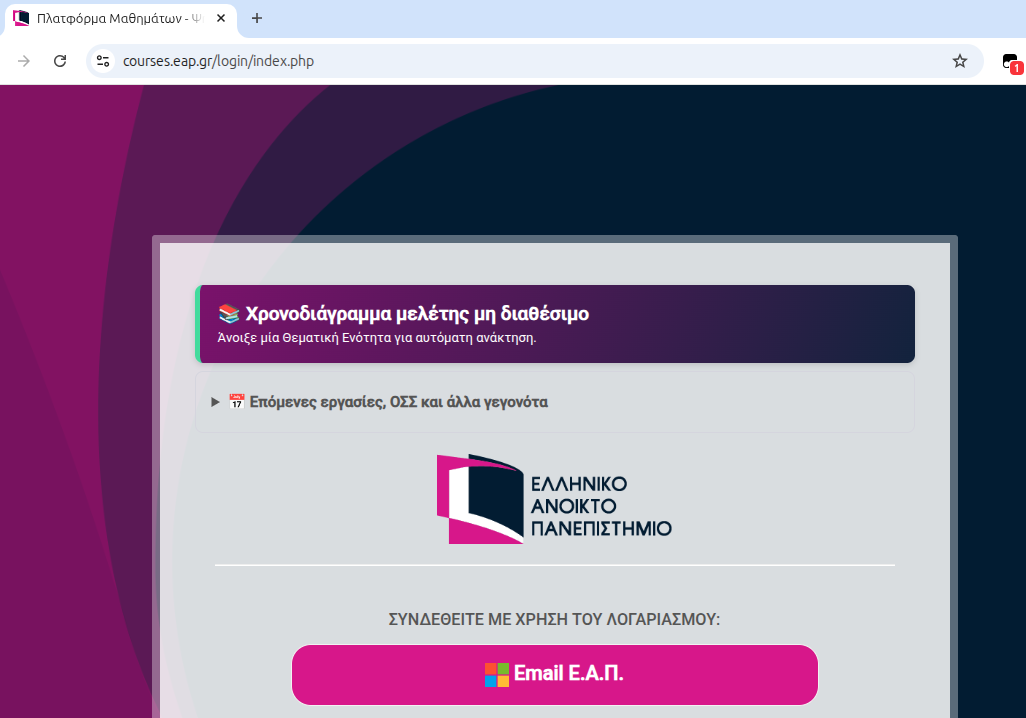 Πλατφόρμα Μαθημάτων - Ψ
courses.eap.gr/login/index.php
1
Χρονοδιάγραμμα μελέτης μη διαθέσιμο
Άνοιξε μία Θεματική Ενότητα για αυτόματη ανάκτηση.
17 Επόμενες εργασίες, ΟΣΣ και άλλα γεγονότα
ΕΛΛΗΝΙΚΟ
ΑΝΟΙΚΤΟ
ΠΑΝΕΠΙΣΤΗΜΙΟ
ΣΥΝΔΕΘΕΙΤΕ ΜΕ ΧΡΗΣΗ ΤΟΥ ΛΟΓΑΡΙΑΣΜΟΥ:
Email Ε.Α.Π.